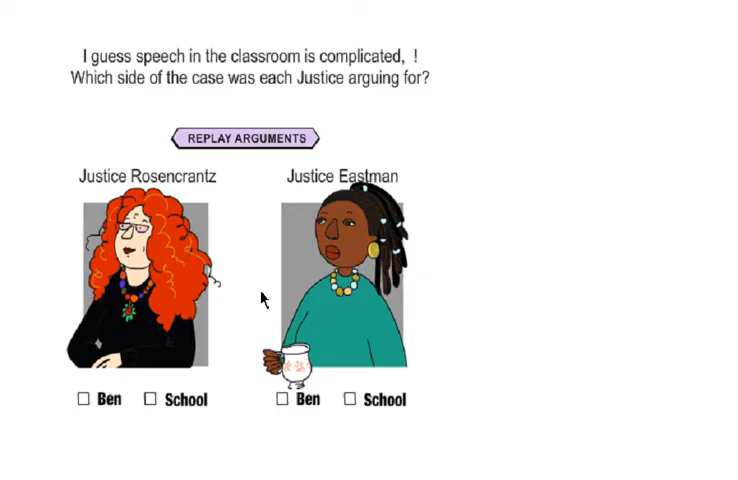 I guess speech in the classroom is complicated, !
Which side of the case was each Justice arguing for?
REPLAY ARGUMENTS
Justice Rosencrantz
Justice Eastman
Ben School
Ben School